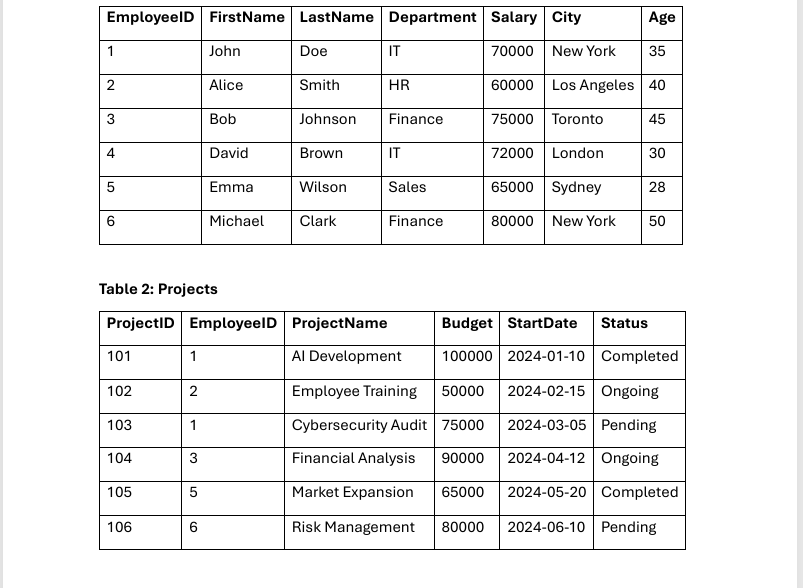 EmployeeID FirstName LastName Department Salary City Age
1 John Doe IT 70000 New York 35
2 Alice Smith HR 60000 Los Angeles 40
3 Bob Johnson Finance 75000 Toronto 45
4 David Brown IT 72000 London 30
5 Emma Wilson Sales 65000 Sydney 28
6 Michael Clark Finance 80000 New York 50
Table 2: Projects
ProjectID EmployeeID ProjectName Budget StartDate Status
101 1 AI Development 100000 2024-01-10 Completed
102 2 Employee Training 50000 2024-02-15 Ongoing
103 1 Cybersecurity Audit 75000 2024-03-05 Pending
104 3 Financial Analysis 90000 2024-04-12 Ongoing
105 5 Market Expansion 65000 2024-05-20 Completed
106 6 Risk Management 80000 2024-06-10 Pending